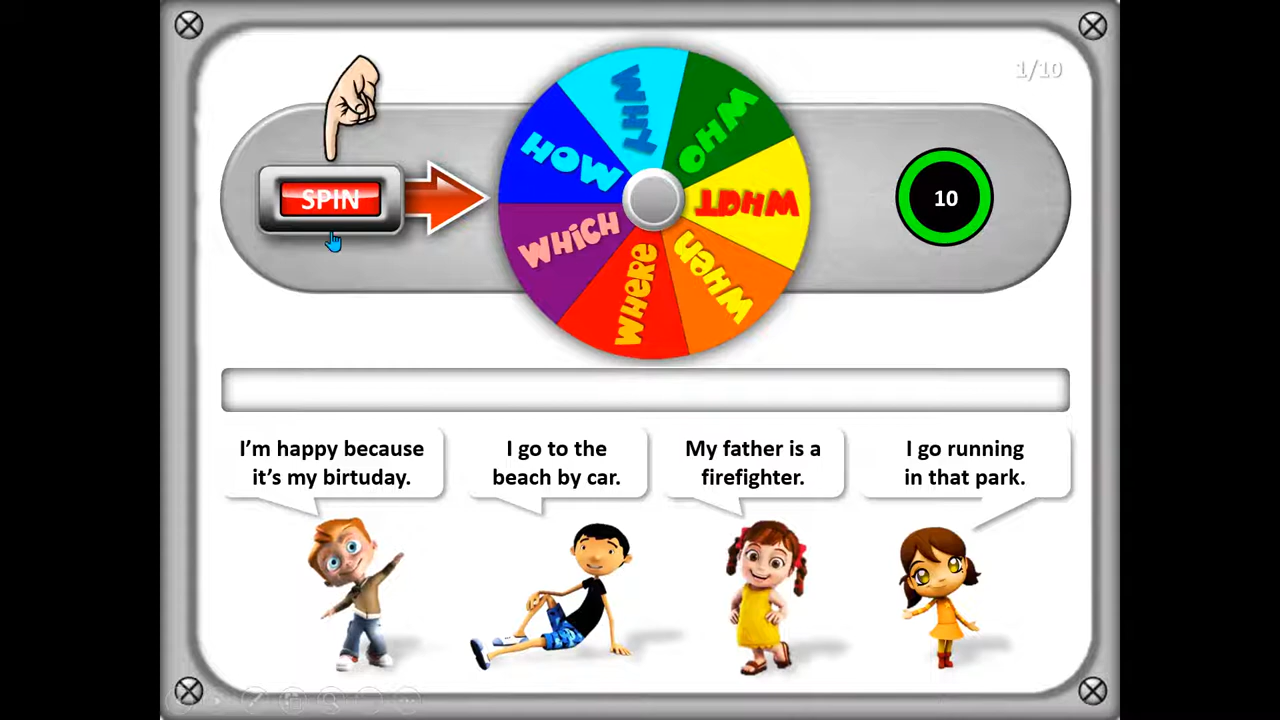 1/10
SPIN
WHY
WHO
HOW
WHAT
WHICH
WHEN
WHERE
10
I'm happy because
it's my birtuday.
I go to the
beach by car.
My father is a
firefighter.
I go running
in that park.